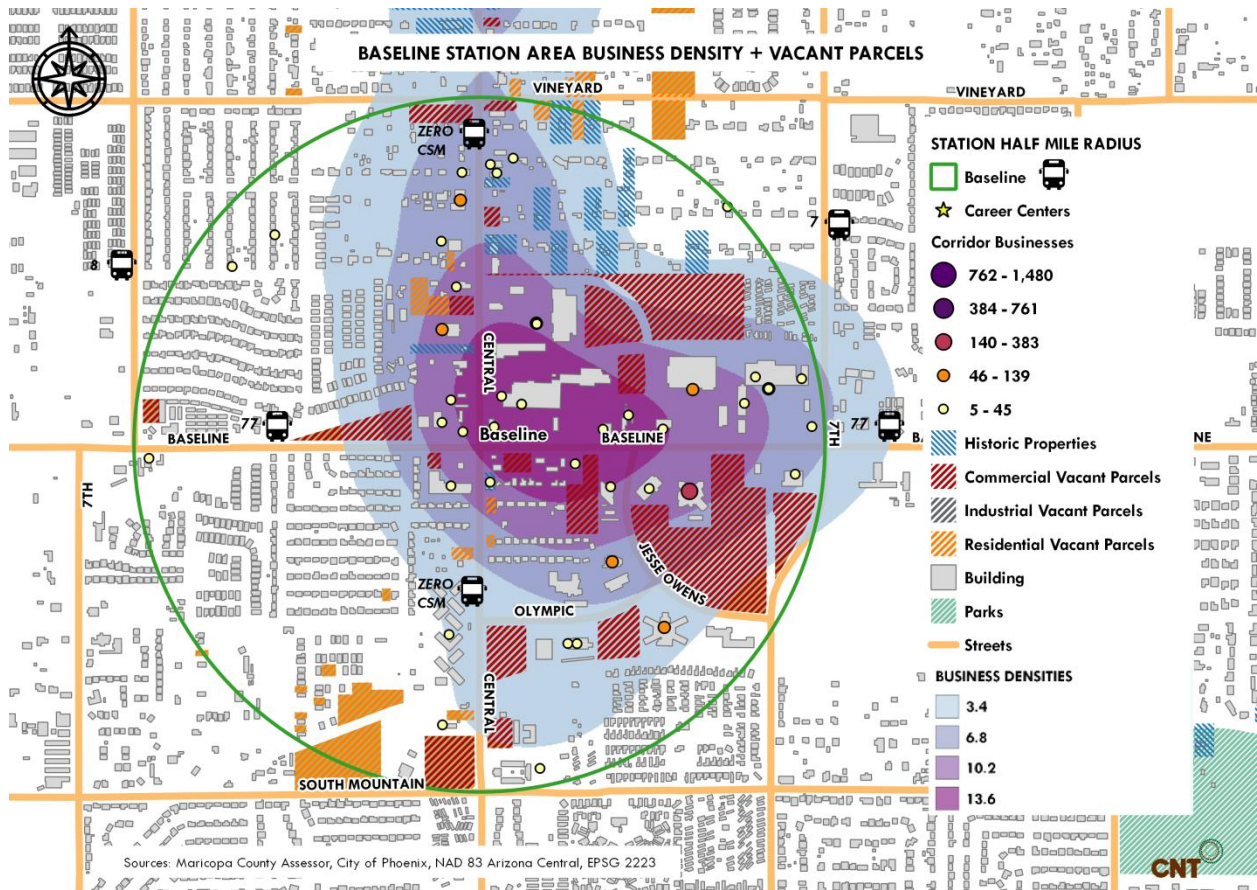 BASELINE STATION AREA BUSINESS DENSITY + VACANT PARCELS
VINEYARD
VINEYARD
ZERO
CSM
7
8
CENTRAL
77
BASELINE
Baseline
BASELINE
7TH
77
BA
NE
7TH
JESSE OWENS
ZERO
CSM
OLYMPIC
CENTRAL
SOUTH MOUNTAIN
STATION HALF MILE RADIUS
Baseline
Career Centers
Corridor Businesses
762 - 1,480
384 - 761
140 - 383
46 - 139
5 - 45
Historic Properties
Commercial Vacant Parcels
Industrial Vacant Parcels
Residential Vacant Parcels
Building
Parks
Streets
BUSINESS DENSITIES
3.4
6.8
10.2
13.6
Sources: Maricopa County Assessor, City of Phoenix, NAD 83 Arizona Central, EPSG 2223
CNT